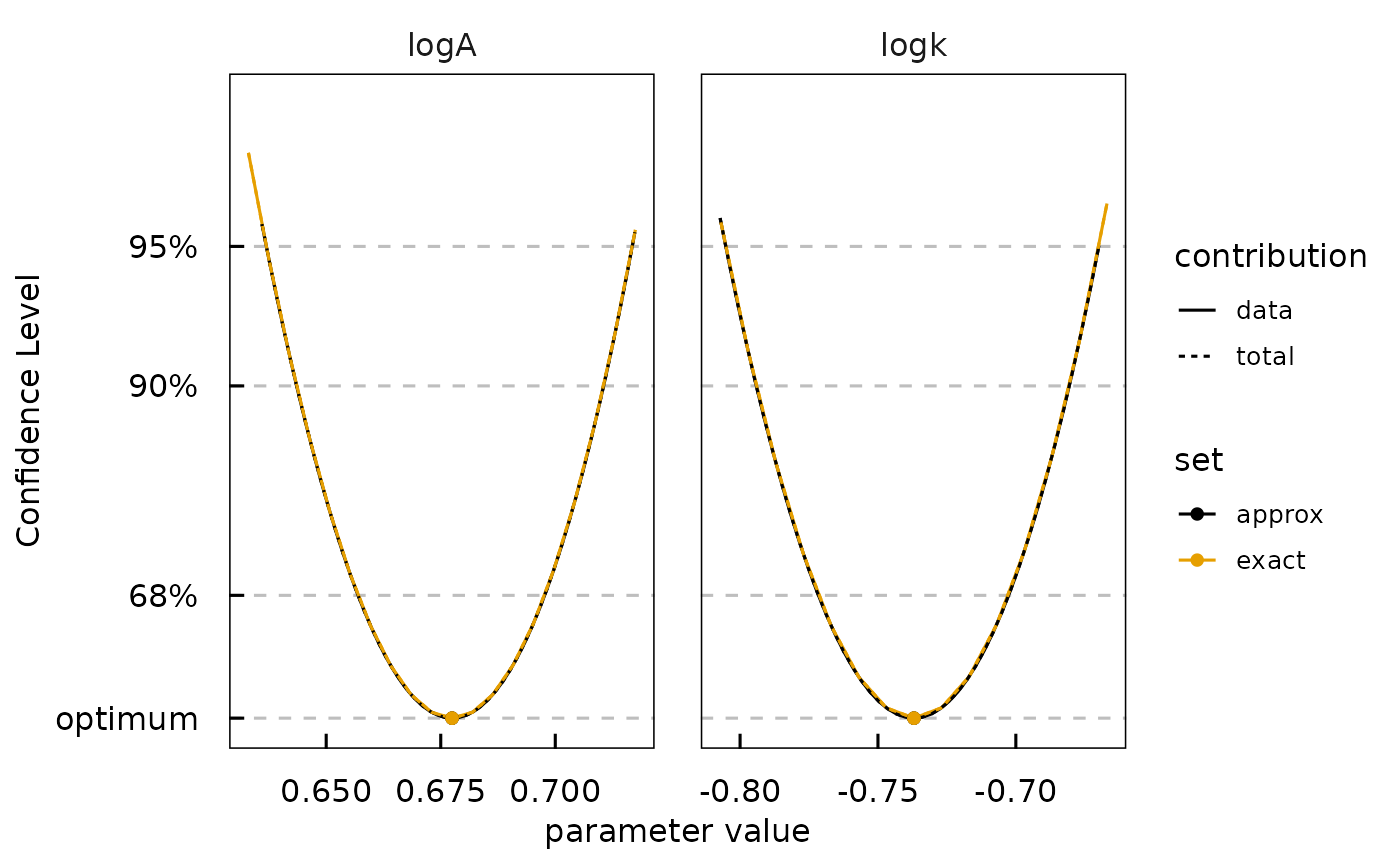 logA
logk
Confidence Level
95%
90%
68%
optimum
0.650 0.675 0.700
-0.80 -0.75 -0.70
parameter value
contribution
data
total
set
approx
exact